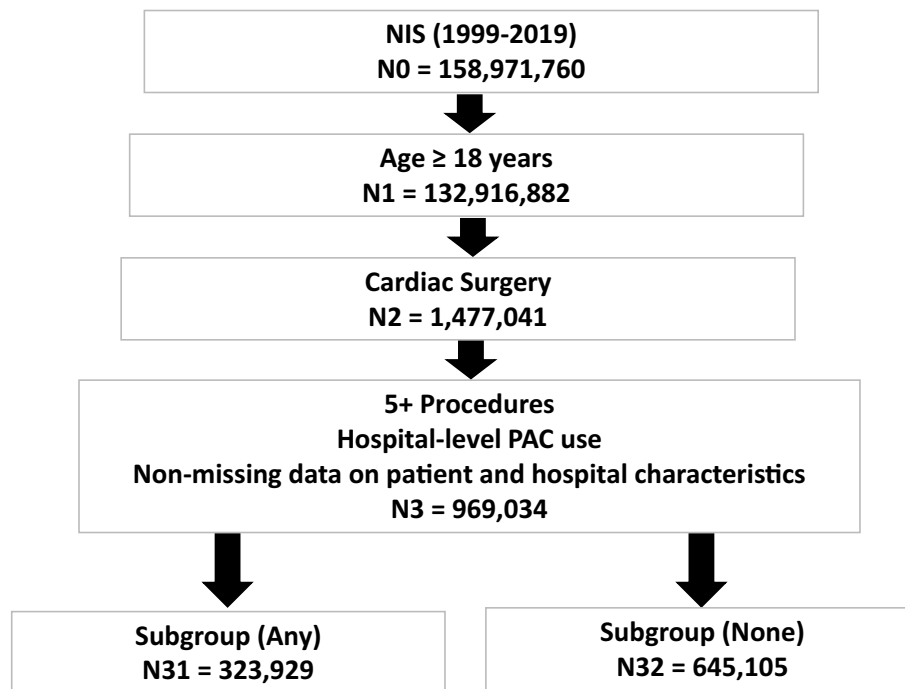 NIS (1999-2019)
N0 = 158,971,760
Age ≥ 18 years
N1 = 132,916,882
Cardiac Surgery
N2 = 1,477,041
5+ Procedures
Hospital-level PAC use
Non-missing data on patient and hospital characteristics
N3 = 969,034
Subgroup (Any)
N31 = 323,929
Subgroup (None)
N32 = 645,105